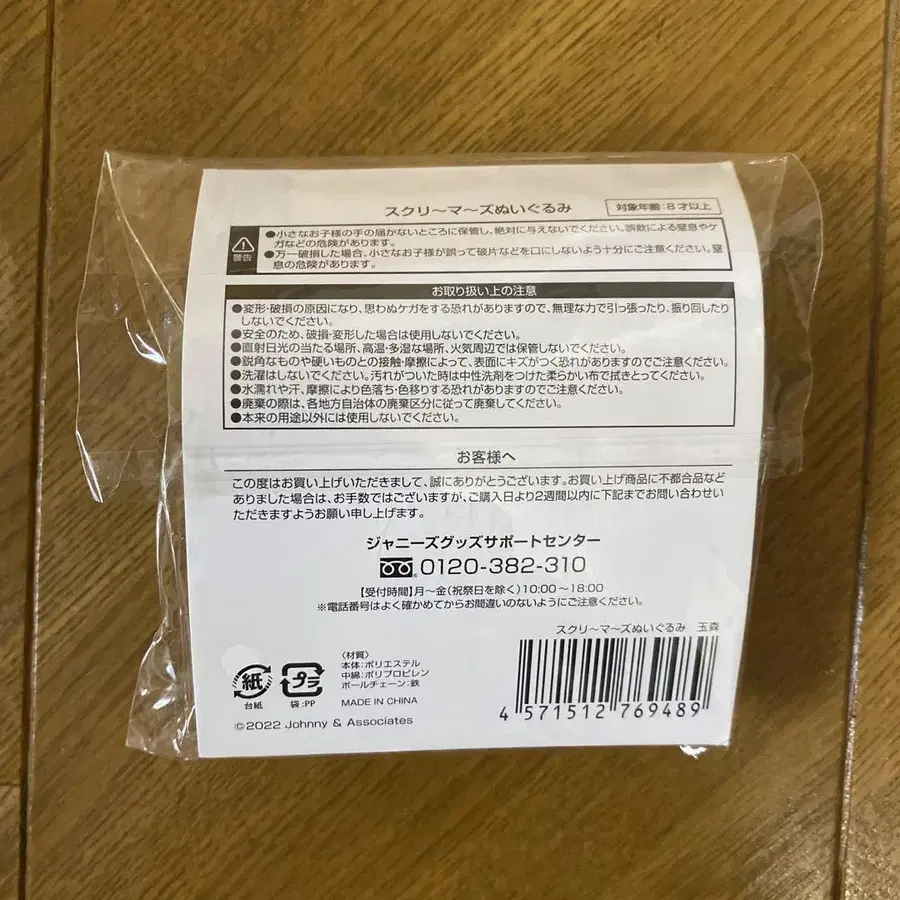 スクリ〜マ〜ズぬいぐるみ
対象年齢:8才以上
警告
●小さなお子様の手の届かないところに保管し、絶対に与えないでください。誤飲による窒息やケ
ガなどの危険があります。
●万一破損した場合、小さなお子様が誤って破片などを口にしないよう十分にご注意ください。窒
息の危険があります。
お取り扱い上の注意
●変形・破損の原因になり、思わぬケガをする恐れがありますので、無理な力で引っ張ったり、振り回したり
しないでください。
●安全のため、破損・変形した場合は使用しないでください。
●直射日光の当たる場所、高温・多湿な場所、火気周辺では保管しないでください。
●鋭角なものや硬いものとの接触・摩擦によって、表面にキズがつく恐れがありますのでご注意ください。
●洗濯はしないでください。汚れがついた時は中性洗剤をつけた柔らかい布で拭きとってください。
●水濡れや汗、摩擦により色落ち・色移りする恐れがありますのでご注意ください。
●廃棄の際は、各地方自治体の廃棄区分に従って廃棄してください。
●本来の用途以外には使用しないでください。
お客様へ
この度はお買い上げいただきまして、誠にありがとうございます。お買い上げ商品に不都合品など
ありました場合は、お手数ではございますが、ご購入日より2週間以内に下記までお問い合わせい
ただきますようお願い申し上げます。
ジャニーズグッズサポートセンター
0120-382-310
【受付時間】月〜金(祝祭日を除く)10:00〜18:00
※電話番号はよく確かめてからお間違いのないようにご注意ください。
スクリ〜マ〜ズぬいぐるみ 玉森
紙
台紙
プラ
袋:PP
〈材質〉
本体:ポリエステル
中綿:ポリプロピレン
ボールチェーン:鉄
MADE IN CHINA
©2022 Johnny & Associates
4 571512 769489